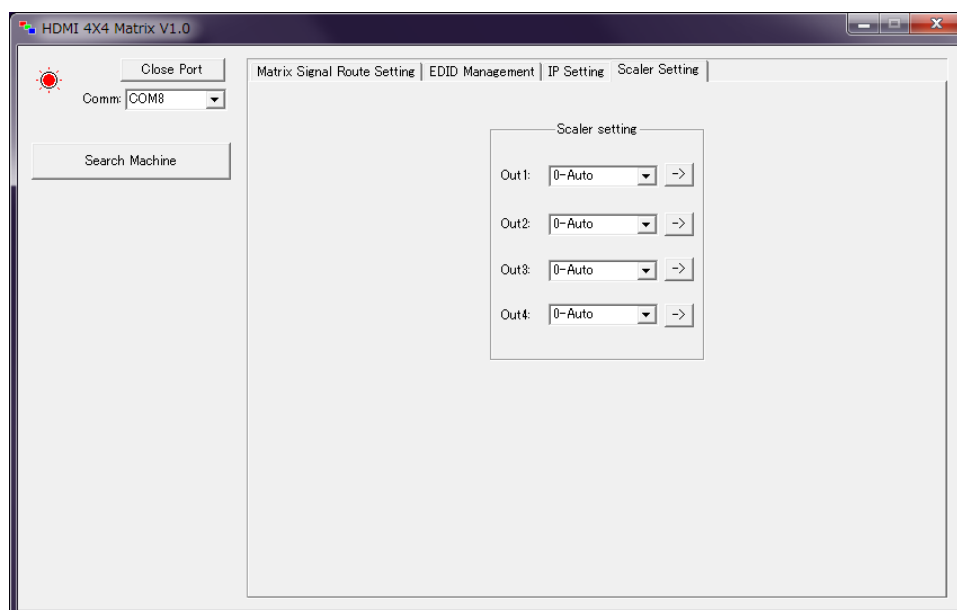 HDMI 4X4 Matrix V1.0
Close Port
Comm: COM8
Search Machine
Matrix Signal Route Setting EDID Management IP Setting Scaler Setting
Scaler setting
Out1: 0-Auto ->
Out2: 0-Auto ->
Out3: 0-Auto ->
Out4: 0-Auto ->